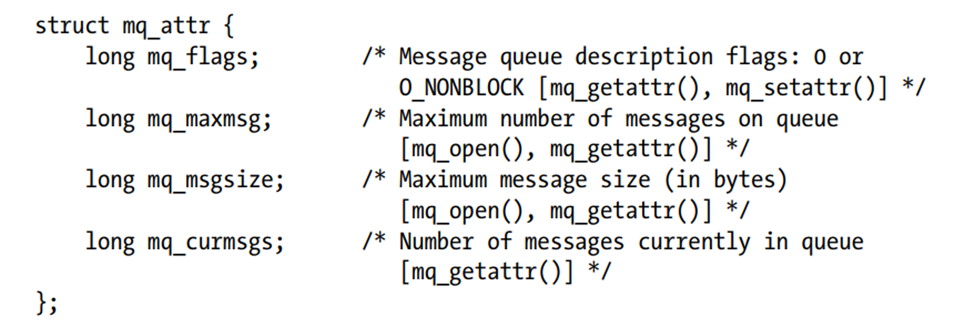 struct mq_attr {
    long mq_flags;        /* Message queue description flags: 0 or
                             O_NONBLOCK [mq_getattr(), mq_setattr()] */
    long mq_maxmsg;       /* Maximum number of messages on queue
                             [mq_open(), mq_getattr()] */
    long mq_msgsize;      /* Maximum message size (in bytes)
                             [mq_open(), mq_getattr()] */
    long mq_curmsgs;      /* Number of messages currently in queue
                             [mq_getattr()] */
};